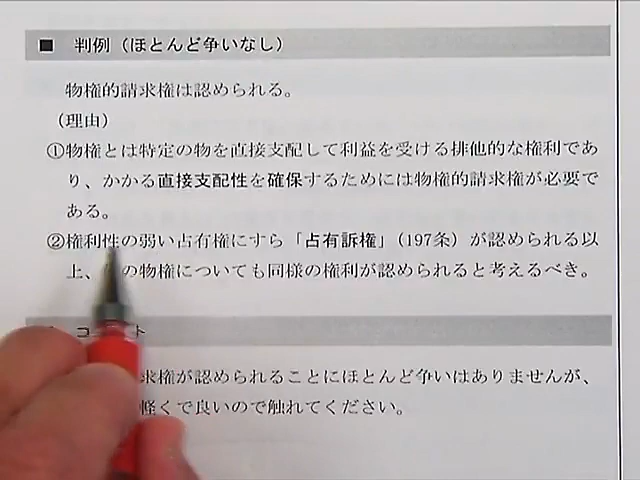 ■ 判例（ほとんど争いなし）
物権的請求権は認められる。
（理由）
①物権とは特定の物を直接支配して利益を受ける排他的な権利であ
り、かかる直接支配性を確保するためには物権的請求権が必要で
ある。
②権利性の弱い占有権にすら「占有訴権」（197条）が認められる以
上、の物権についても同様の権利が認められると考えるべき。
コ ト
求権が認められることにほとんど争いはありませんが、
軽くで良いので触れてください。